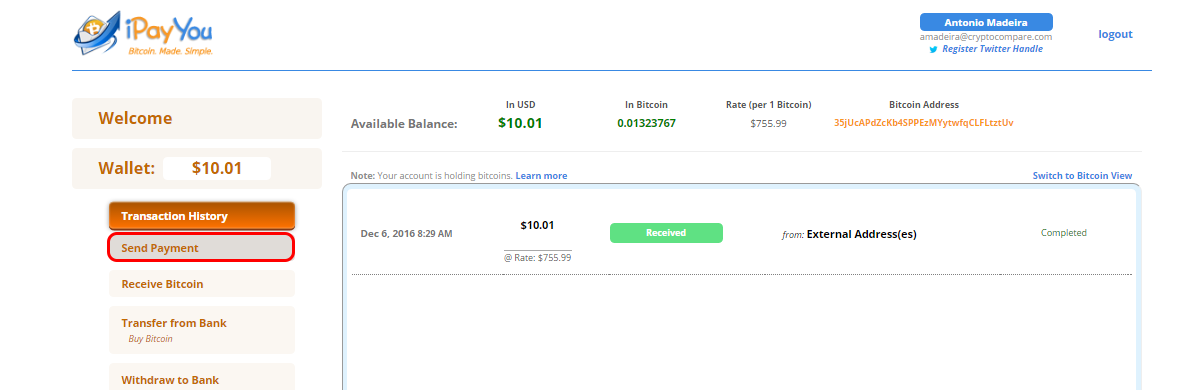 iPayYou
Bitcoin. Made. Simple.
Antonio Madeira
amadeira@cryptocompare.com
Register Twitter Handle
logout
Welcome
Wallet: $10.01
Transaction History
Send Payment
Receive Bitcoin
Transfer from Bank
Buy Bitcoin
Withdraw to Bank
In USD In Bitcoin Rate (per 1 Bitcoin) Bitcoin Address
Available Balance: $10.01 0.01323767 $755.99 35jUcAPdZcKb4SPPEzMYytwfqCLFLtztUv
Note: Your account is holding bitcoins. Learn more Switch to Bitcoin View
Dec 6, 2016 8:29 AM $10.01 Received from: External Address(es) Completed
@ Rate: $755.99